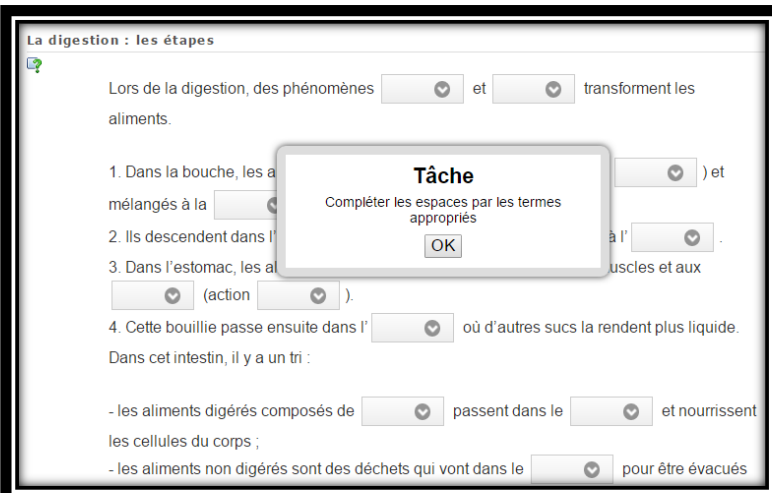 La digestion : les étapes
Lors de la digestion, des phénomènes et transforment les
aliments.
1. Dans la bouche, les a ) et
mélangés à la
2. Ils descendent dans l' à l' .
3. Dans l'estomac, les al uscles et aux
(action ).
4. Cette bouillie passe ensuite dans l' où d'autres sucs la rendent plus liquide.
Dans cet intestin, il y a un tri :
- les aliments digérés composés de passent dans le et nourrissent
les cellules du corps ;
- les aliments non digérés sont des déchets qui vont dans le pour être évacués
Tâche
Compléter les espaces par les termes
appropriés
OK